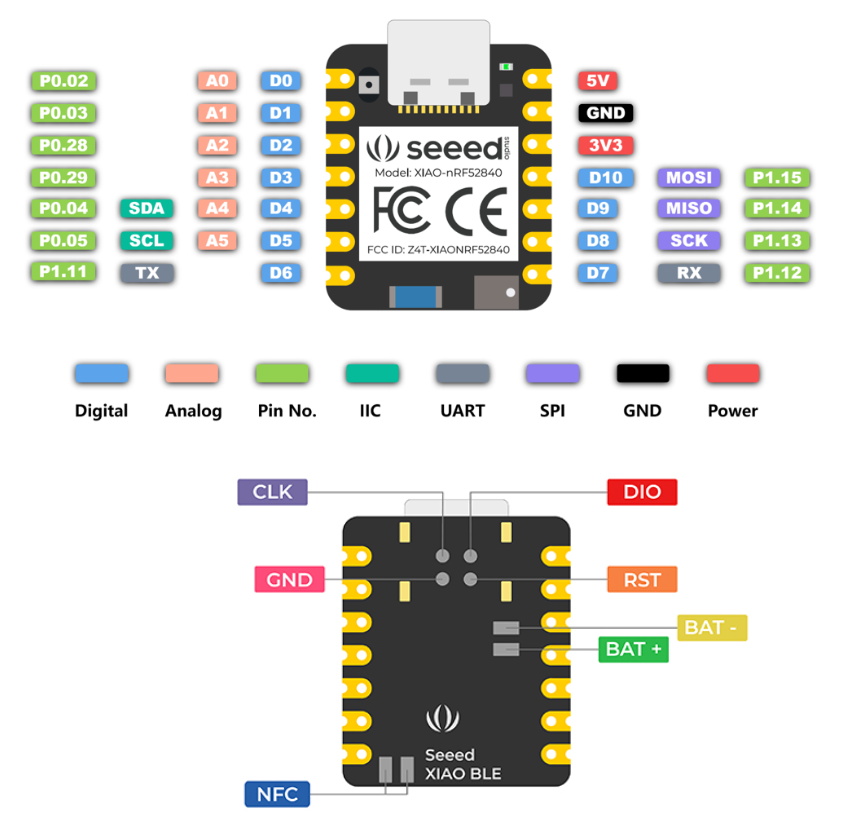 P0.02 A0 D0 5V
P0.03 A1 D1 GND
P0.28 A2 D2 3V3
P0.29 A3 D3 D10 MOSI P1.15
P0.04 SDA A4 D4 D9 MISO P1.14
P0.05 SCL A5 D5 D8 SCK P1.13
P1.11 TX D6 D7 RX P1.12
seeed studio
Model: XIAO-nRF52840
FC CE
FCC ID: Z4T-XIAONRF52840
Digital Analog Pin No. IIC UART SPI GND Power
CLK DIO
GND RST
BAT -
BAT +
Seeed
XIAO BLE
NFC